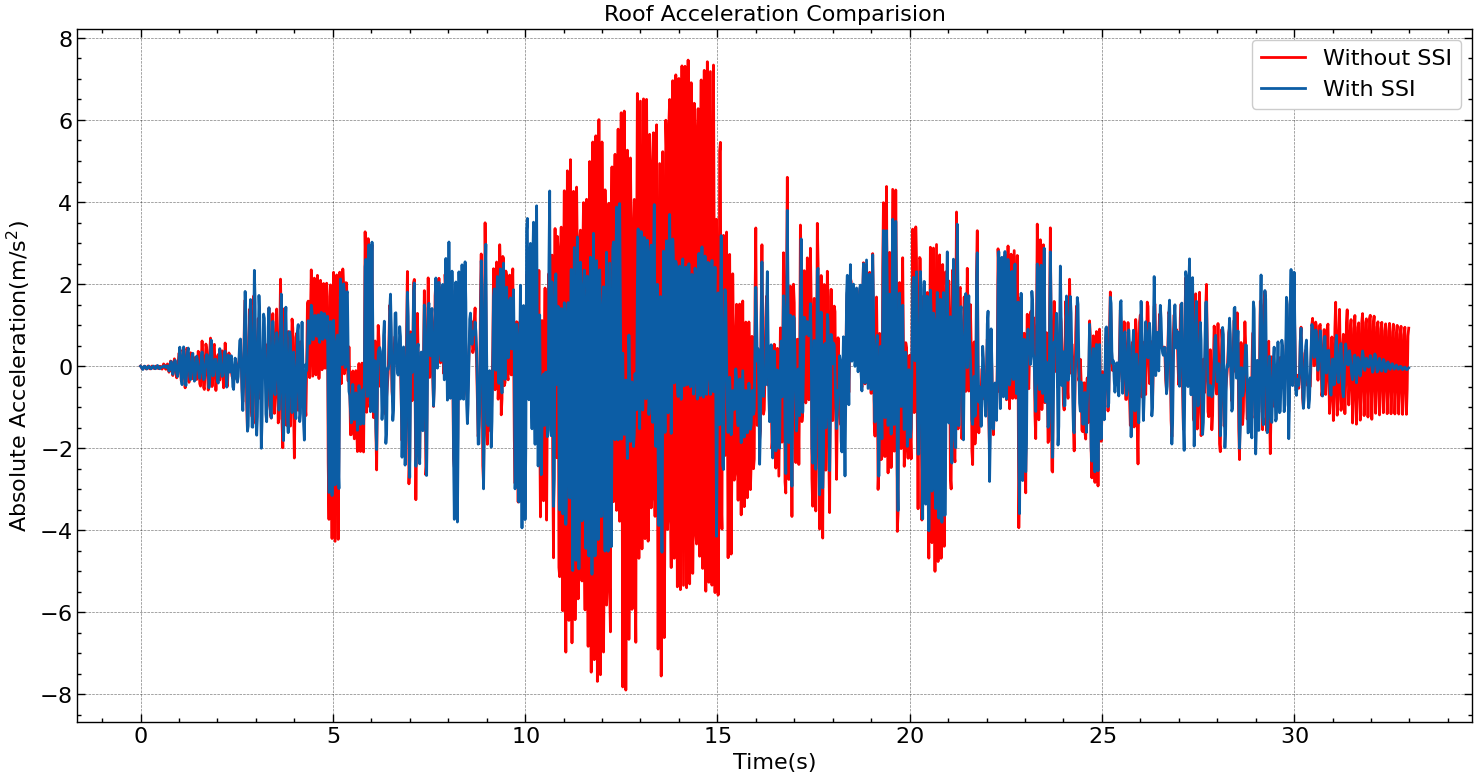 Roof Acceleration Comparision
Without SSI
With SSI
Absolute Acceleration(m/s²)
8
6
4
2
0
−2
−4
−6
−8
0 5 10 15 20 25 30
Time(s)